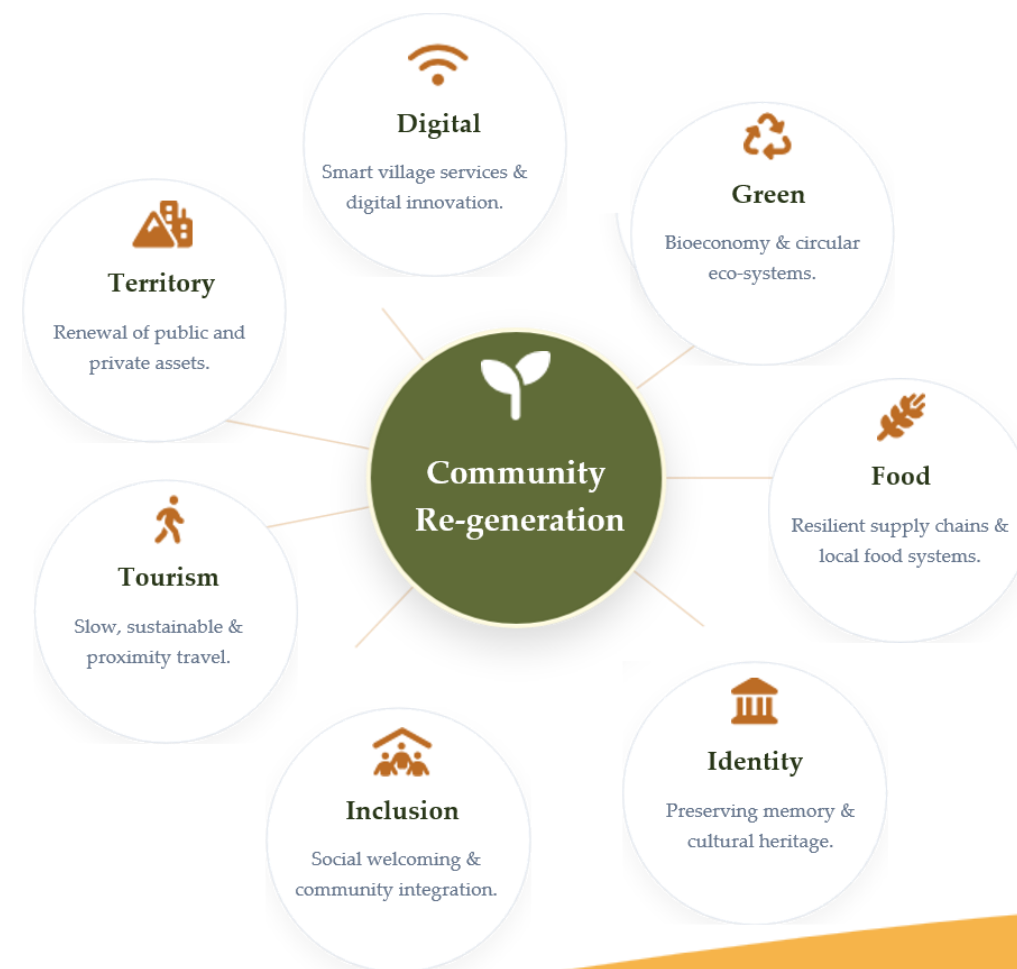 Digital
Smart village services &
digital innovation.
Green
Bioeconomy & circular
eco-systems.
Territory
Renewal of public and
private assets.
Community
Re-generation
Food
Resilient supply chains &
local food systems.
Tourism
Slow, sustainable &
proximity travel.
Identity
Preserving memory &
cultural heritage.
Inclusion
Social welcoming &
community integration.